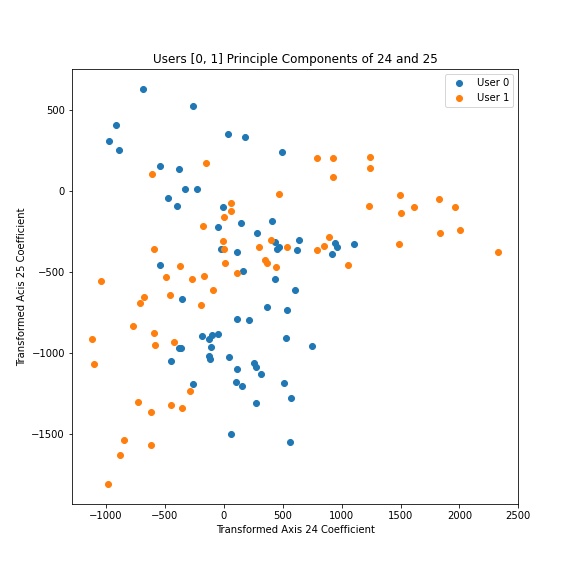 Users [0, 1] Principle Components of 24 and 25
User 0
User 1
500
0
−500
−1000
−1500
Transformed Acis 25 Coefficient
−1000
−500
0
500
1000
1500
2000
2500
Transformed Axis 24 Coefficient